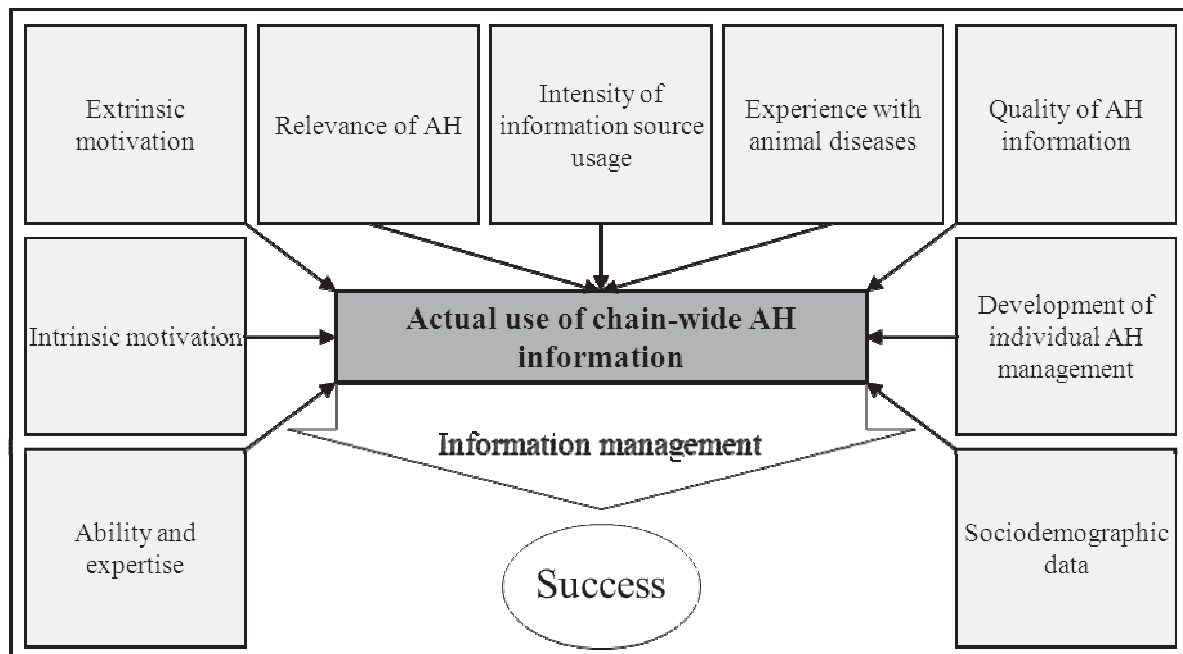 Extrinsic
motivation
Relevance of AH
Intensity of
information source
usage
Experience with
animal diseases
Quality of AH
information
Intrinsic motivation
Actual use of chain-wide AH
information
Development of
individual AH
management
Information management
Ability and
expertise
Success
Sociodemographic
data